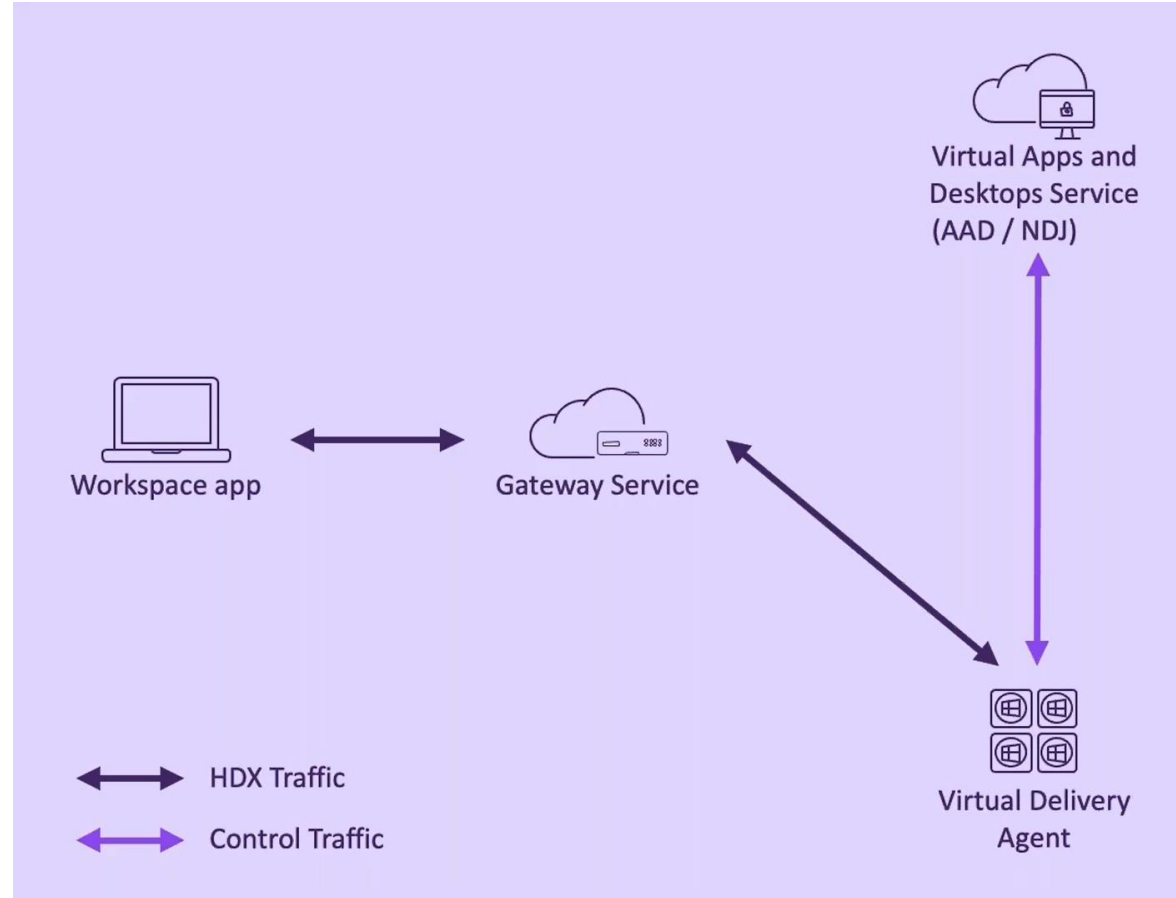 Virtual Apps and
Desktops Service
(AAD / NDJ)
Workspace app
Gateway Service
HDX Traffic
Control Traffic
Virtual Delivery
Agent